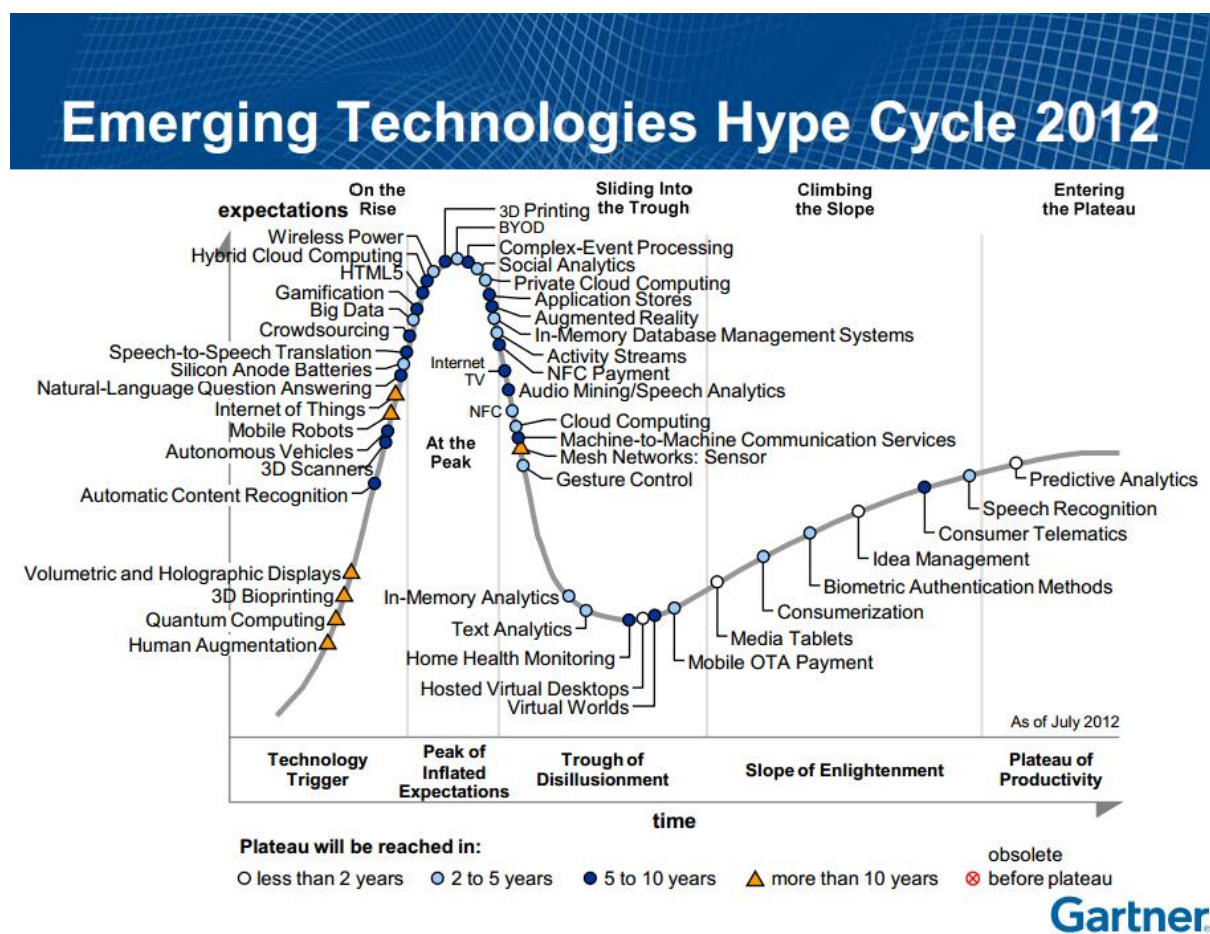 Emerging Technologies Hype Cycle 2012
expectations
On the
Rise
Sliding Into
the Trough
Climbing
the Slope
Entering
the Plateau
Wireless Power
Hybrid Cloud Computing
HTML5
Gamification
Big Data
Crowdsourcing
Speech-to-Speech Translation
Silicon Anode Batteries
Natural-Language Question Answering
Internet of Things
Mobile Robots
Autonomous Vehicles
3D Scanners
Automatic Content Recognition
Volumetric and Holographic Displays
3D Bioprinting
Quantum Computing
Human Augmentation
At the
Peak
3D Printing
BYOD
Complex-Event Processing
Social Analytics
Private Cloud Computing
Application Stores
Augmented Reality
In-Memory Database Management Systems
Activity Streams
NFC Payment
Internet
TV
Audio Mining/Speech Analytics
NFC
Cloud Computing
Machine-to-Machine Communication Services
Mesh Networks: Sensor
Gesture Control
In-Memory Analytics
Text Analytics
Home Health Monitoring
Hosted Virtual Desktops
Virtual Worlds
Mobile OTA Payment
Media Tablets
Consumerization
Biometric Authentication Methods
Idea Management
Consumer Telematics
Speech Recognition
Predictive Analytics
As of July 2012
Technology
Trigger
Peak of
Inflated
Expectations
Trough of
Disillusionment
Slope of Enlightenment
Plateau of
Productivity
time
Plateau will be reached in:
less than 2 years
2 to 5 years
5 to 10 years
more than 10 years
obsolete
before plateau
Gartner